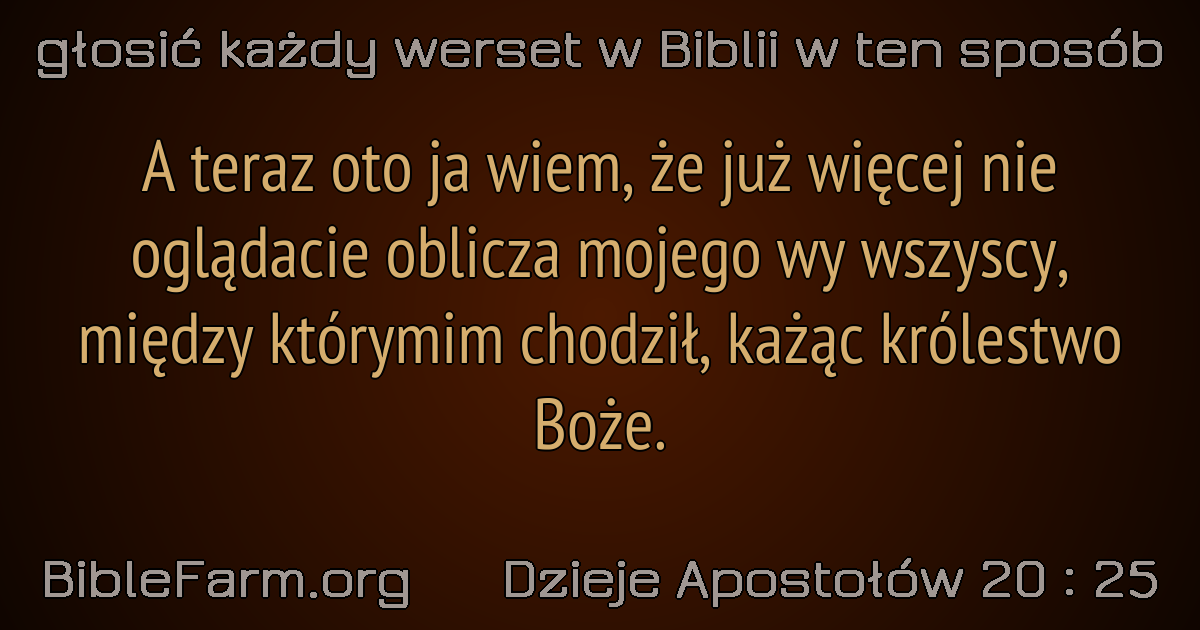 głosić każdy werset w Biblii w ten sposób
A teraz oto ja wiem, że już więcej nie
oglądacie oblicza mojego wy wszyscy,
między którymim chodził, każąc królestwo
Boże.
BibleFarm.org Dzieje Apostołów 20 : 25